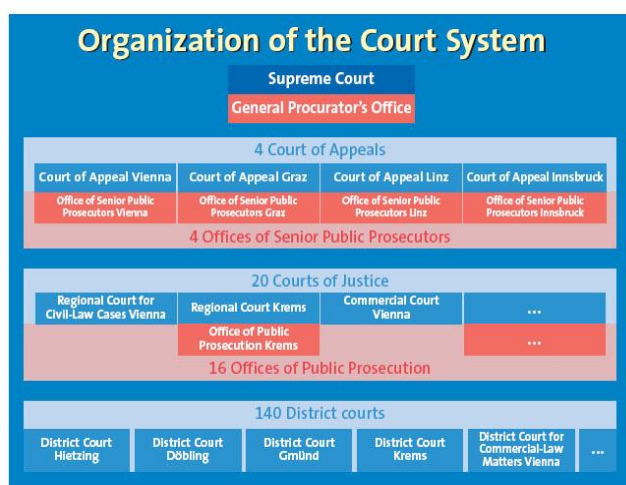 Organization of the Court System
Supreme Court
General Procurator's Office
4 Court of Appeals
Court of Appeal Vienna
Court of Appeal Graz
Court of Appeal Linz
Court of Appeal Innsbruck
Office of Senior Public
Prosecutors Vienna
Office of Senior Public
Prosecutors Graz
Office of Senior Public
Prosecutors Linz
Office of Senior Public
Prosecutors Innsbruck
4 Offices of Senior Public Prosecutors
20 Courts of Justice
Regional Court for
Civil-Law Cases Vienna
Regional Court Krems
Commercial Court
Vienna
...
Office of Public
Prosecution Krems
...
16 Offices of Public Prosecution
140 District courts
District Court
Hietzing
District Court
Döbling
District Court
Gmünd
District Court
Krems
District Court for
Commercial-Law
Matters Vienna
...